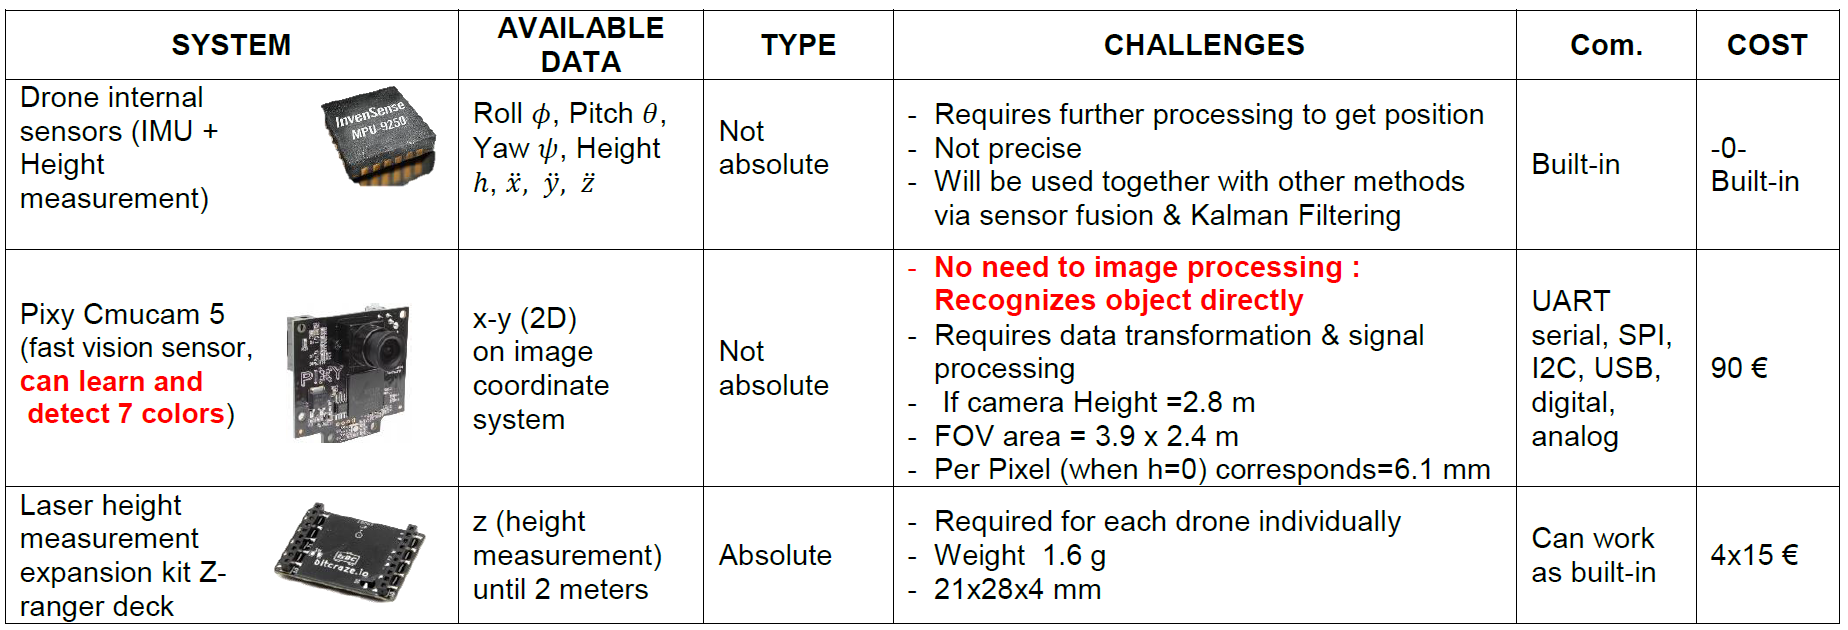 SYSTEM
AVAILABLE
DATA
TYPE
CHALLENGES
Com.
COST
Drone internal
sensors (IMU +
Height
measurement)
InvenSense
MPU-9250
Roll ϕ, Pitch θ,
Yaw ψ, Height
h, ẍ, ÿ, z̈
Not
absolute
- Requires further processing to get position
- Not precise
- Will be used together with other methods
via sensor fusion & Kalman Filtering
Built-in
-0-
Built-in
Pixy Cmucam 5
(fast vision sensor,
can learn and
detect 7 colors)
PIXY
x-y (2D)
on image
coordinate
system
Not
absolute
- No need to image processing :
Recognizes object directly
- Requires data transformation & signal
processing
- If camera Height =2.8 m
- FOV area = 3.9 x 2.4 m
- Per Pixel (when h=0) corresponds=6.1 mm
UART
serial, SPI,
I2C, USB,
digital,
analog
90 €
Laser height
measurement
expansion kit Z-
ranger deck
bitcraze.io
z (height
measurement)
until 2 meters
Absolute
- Required for each drone individually
- Weight 1.6 g
- 21x28x4 mm
Can work
as built-in
4x15 €